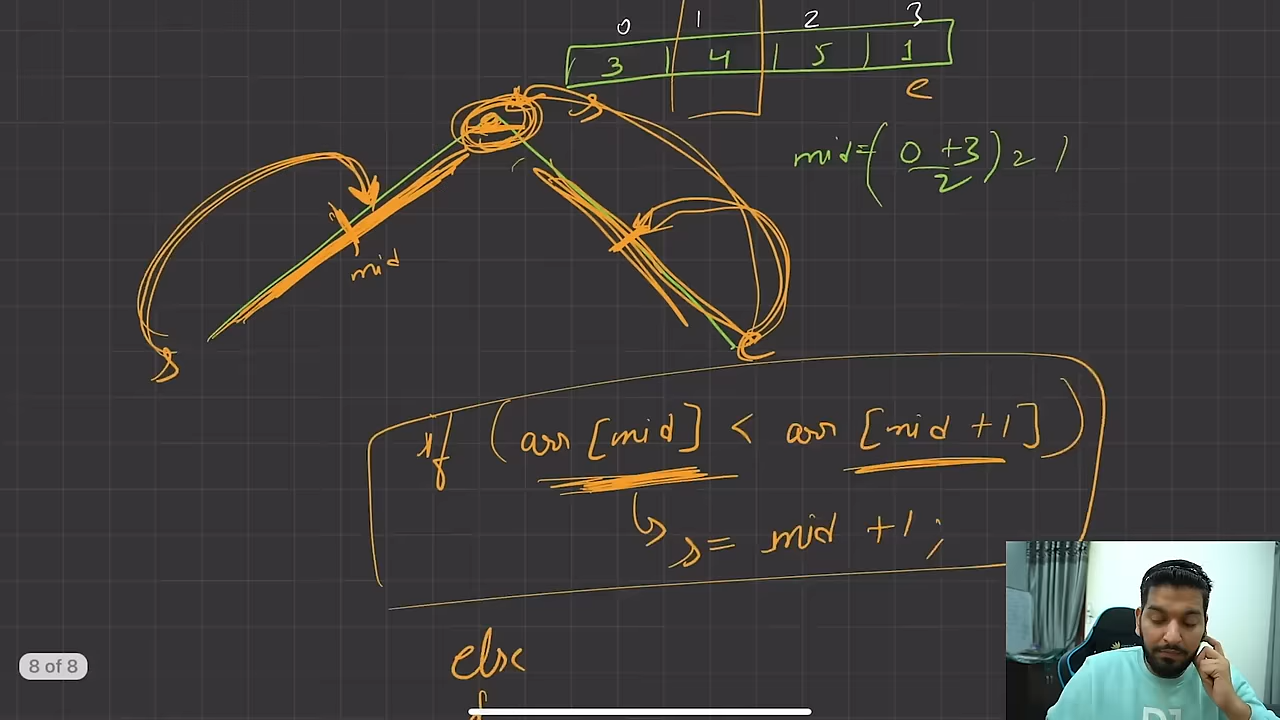 0 1 2 3
3 4 5 1
s e
mid = (0 + 3 / 2) = 1
mid
s e
if (arr [mid] < arr [mid + 1])
s = mid + 1 ;
else
8 of 8